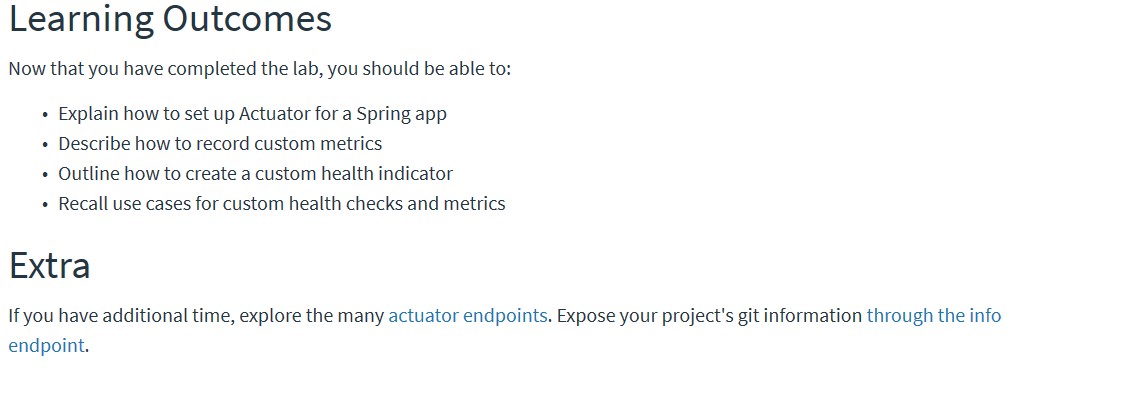 Learning Outcomes
Now that you have completed the lab, you should be able to:
• Explain how to set up Actuator for a Spring app
• Describe how to record custom metrics
• Outline how to create a custom health indicator
• Recall use cases for custom health checks and metrics
Extra
If you have additional time, explore the many actuator endpoints. Expose your project's git information through the info
endpoint.